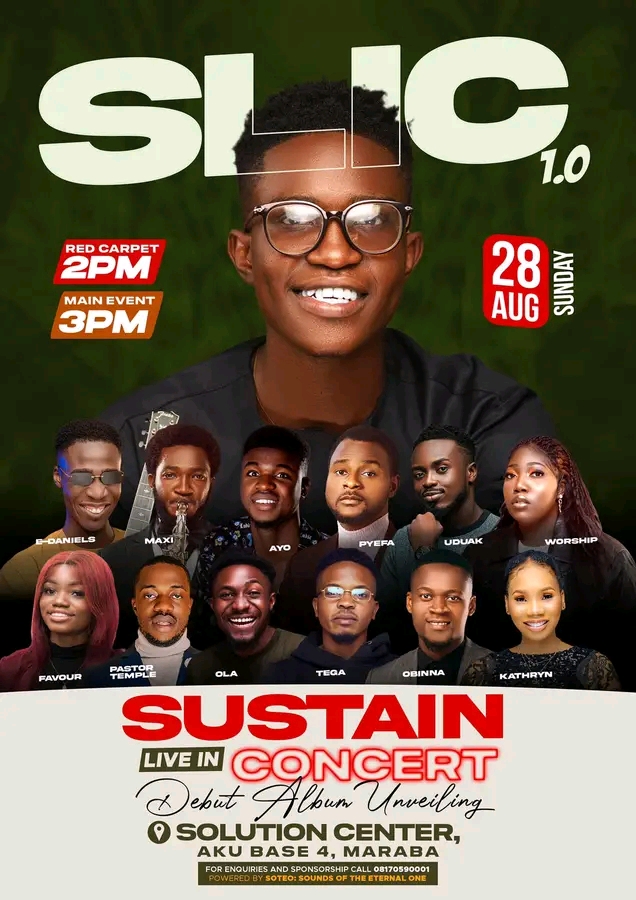 SLIC
1.0
RED CARPET
2PM
MAIN EVENT
3PM
28
AUG
SUNDAY
E-DANIELS
MAXI
AYO
PYEFA
UDUAK
WORSHIP
FAVOUR
PASTOR
TEMPLE
OLA
TEGA
OBINNA
KATHRYN
SUSTAIN
LIVE IN CONCERT
Debut Album Unveiling
SOLUTION CENTER,
AKU BASE 4, MARABA
FOR ENQUIRIES AND SPONSORSHIP CALL 08170590001
POWERED BY SOTEO: SOUNDS OF THE ETERNAL ONE